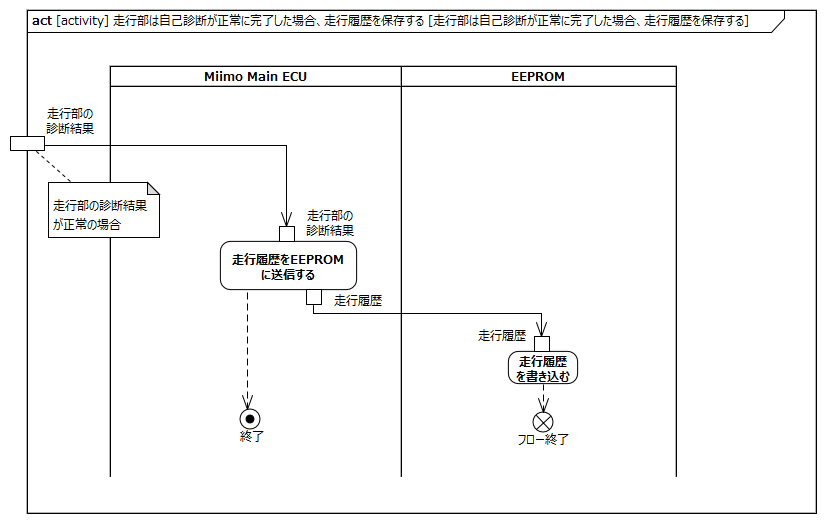 act [activity] 走行部は自己診断が正常に完了した場合、走行履歴を保存する [走行部は自己診断が正常に完了した場合、走行履歴を保存する]
Miimo Main ECU
EEPROM
走行部の
診断結果
走行部の診断結果
が正常の場合
走行部の
診断結果
走行履歴をEEPROM
に送信する
走行履歴
走行履歴
走行履歴
を書き込む
終了
フロー終了